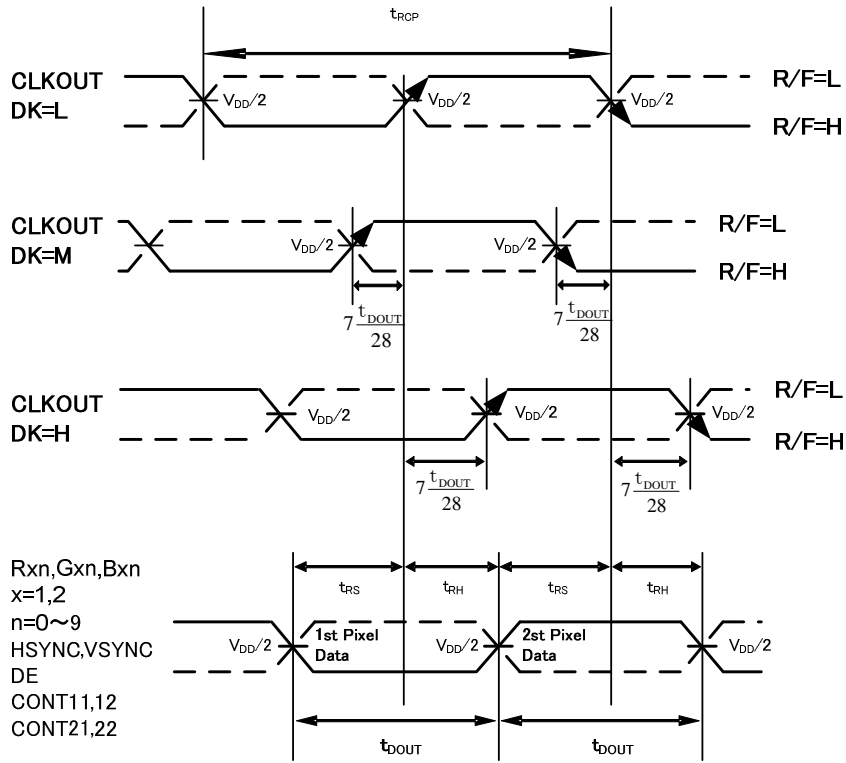 tRCP
CLKOUT
DK=L
VDD/2 VDD/2 VDD/2
R/F=L
R/F=H
CLKOUT
DK=M
VDD/2 VDD/2
R/F=L
R/F=H
7 tDOUT/28 7 tDOUT/28
CLKOUT
DK=H
VDD/2 VDD/2 VDD/2
R/F=L
R/F=H
7 tDOUT/28 7 tDOUT/28
Rxn,Gxn,Bxn
x=1,2
n=0～9
HSYNC,VSYNC
DE
CONT11,12
CONT21,22
tRS tRH tRS tRH
VDD/2 1st Pixel Data VDD/2 2st Pixel Data VDD/2
tDOUT tDOUT